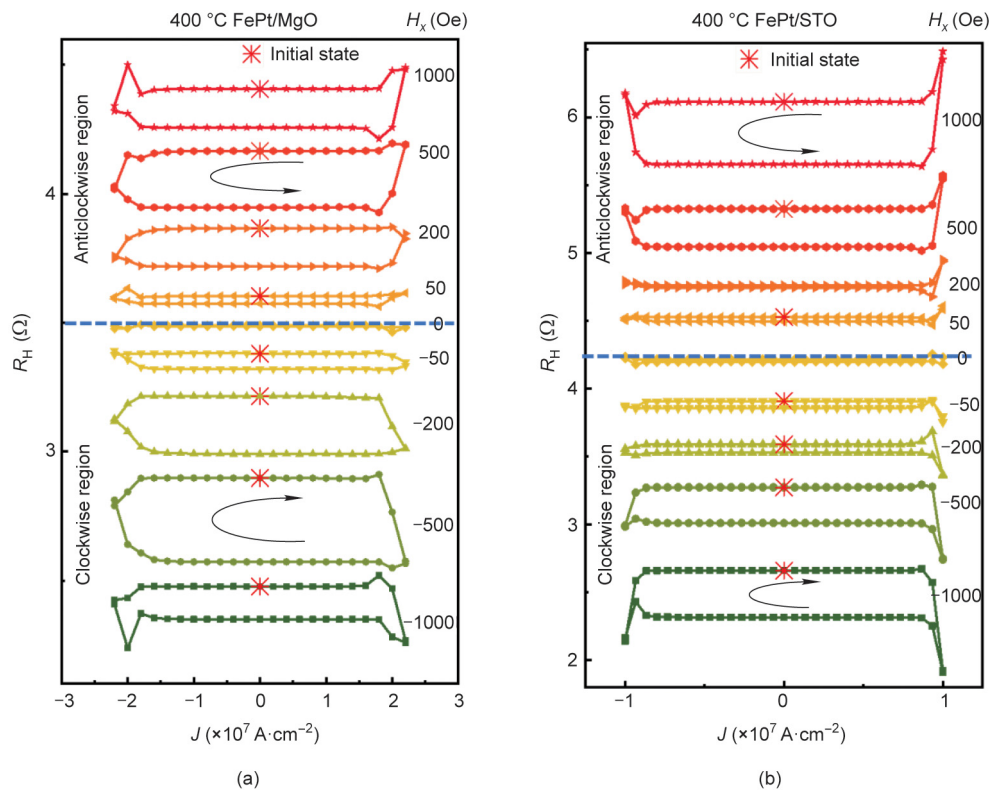 400 °C FePt/MgO
Hx (Oe)
Initial state
1000
500
200
50
0
−50
−200
−500
−1000
Anticlockwise region
Clockwise region
RH (Ω)
4
3
−3 −2 −1 0 1 2 3
J (×10⁷ A·cm⁻²)
(a)
400 °C FePt/STO
Hx (Oe)
Initial state
1000
500
200
50
0
−50
−200
−500
−1000
Anticlockwise region
Clockwise region
RH (Ω)
6
5
4
3
2
−1 0 1
J (×10⁷ A·cm⁻²)
(b)